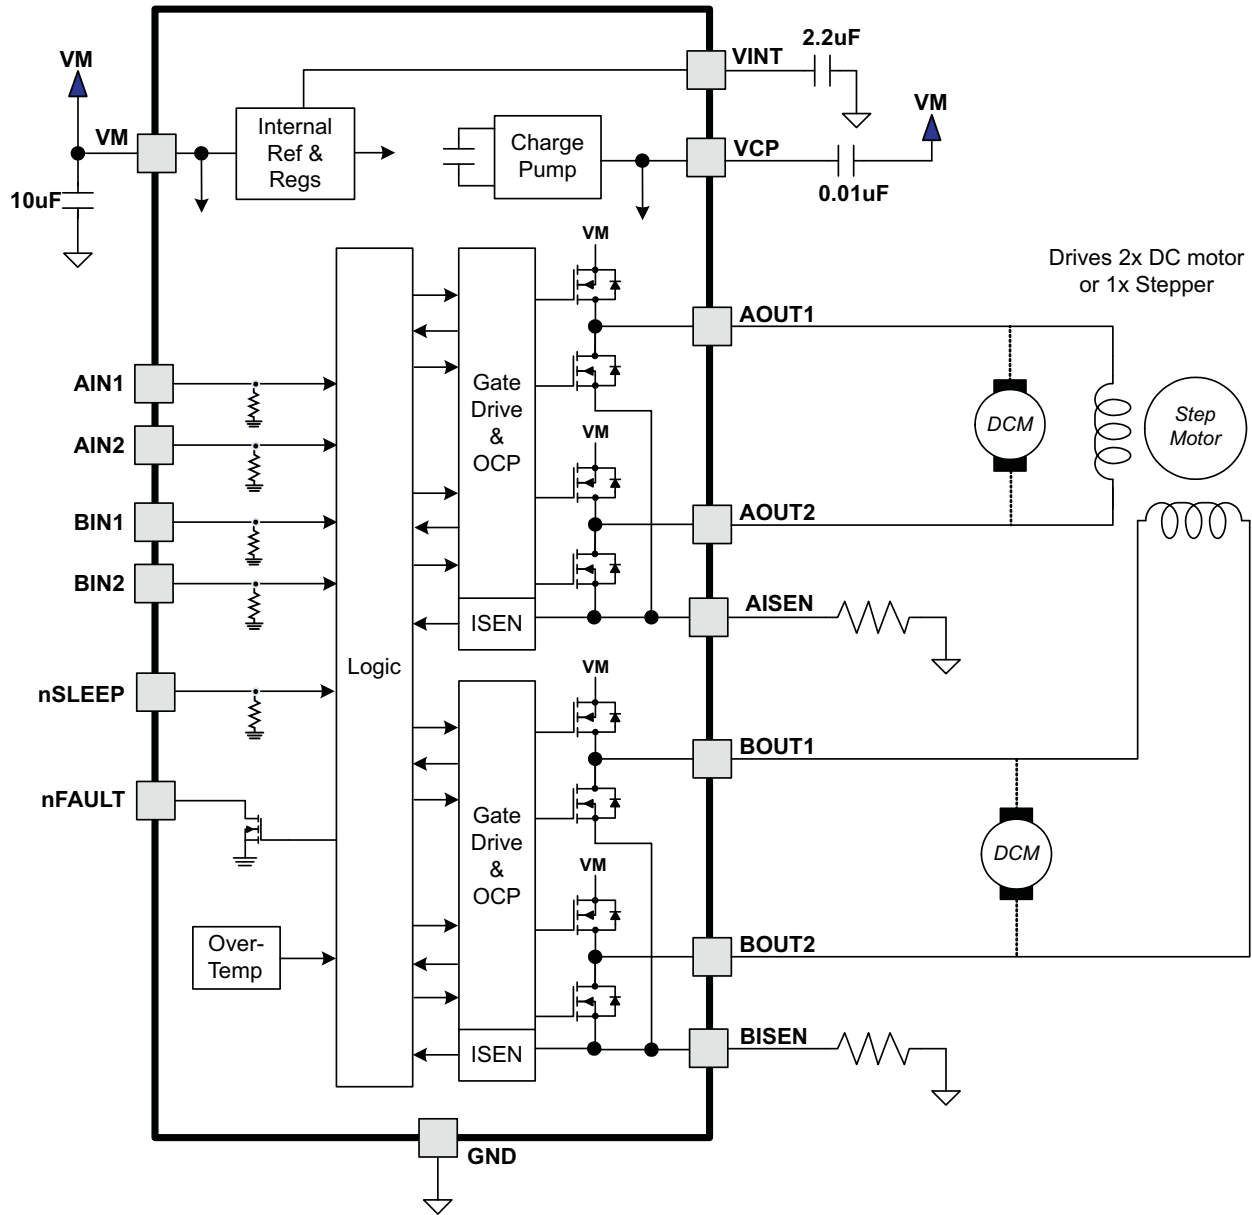 VM
VM
10uF
Internal
Ref &
Regs
Charge
Pump
VINT
2.2uF
VCP
0.01uF
VM
Drives 2x DC motor
or 1x Stepper
AIN1
AIN2
BIN1
BIN2
nSLEEP
nFAULT
Over-
Temp
Logic
Gate
Drive
&
OCP
ISEN
VM
VM
AOUT1
AOUT2
AISEN
DCM
Step
Motor
Gate
Drive
&
OCP
ISEN
VM
VM
BOUT1
BOUT2
BISEN
DCM
GND